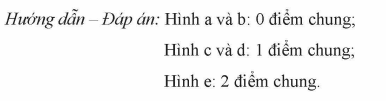 Hướng dẫn – Đáp án: Hình a và b: 0 điểm chung;
Hình c và d: 1 điểm chung;
Hình e: 2 điểm chung.